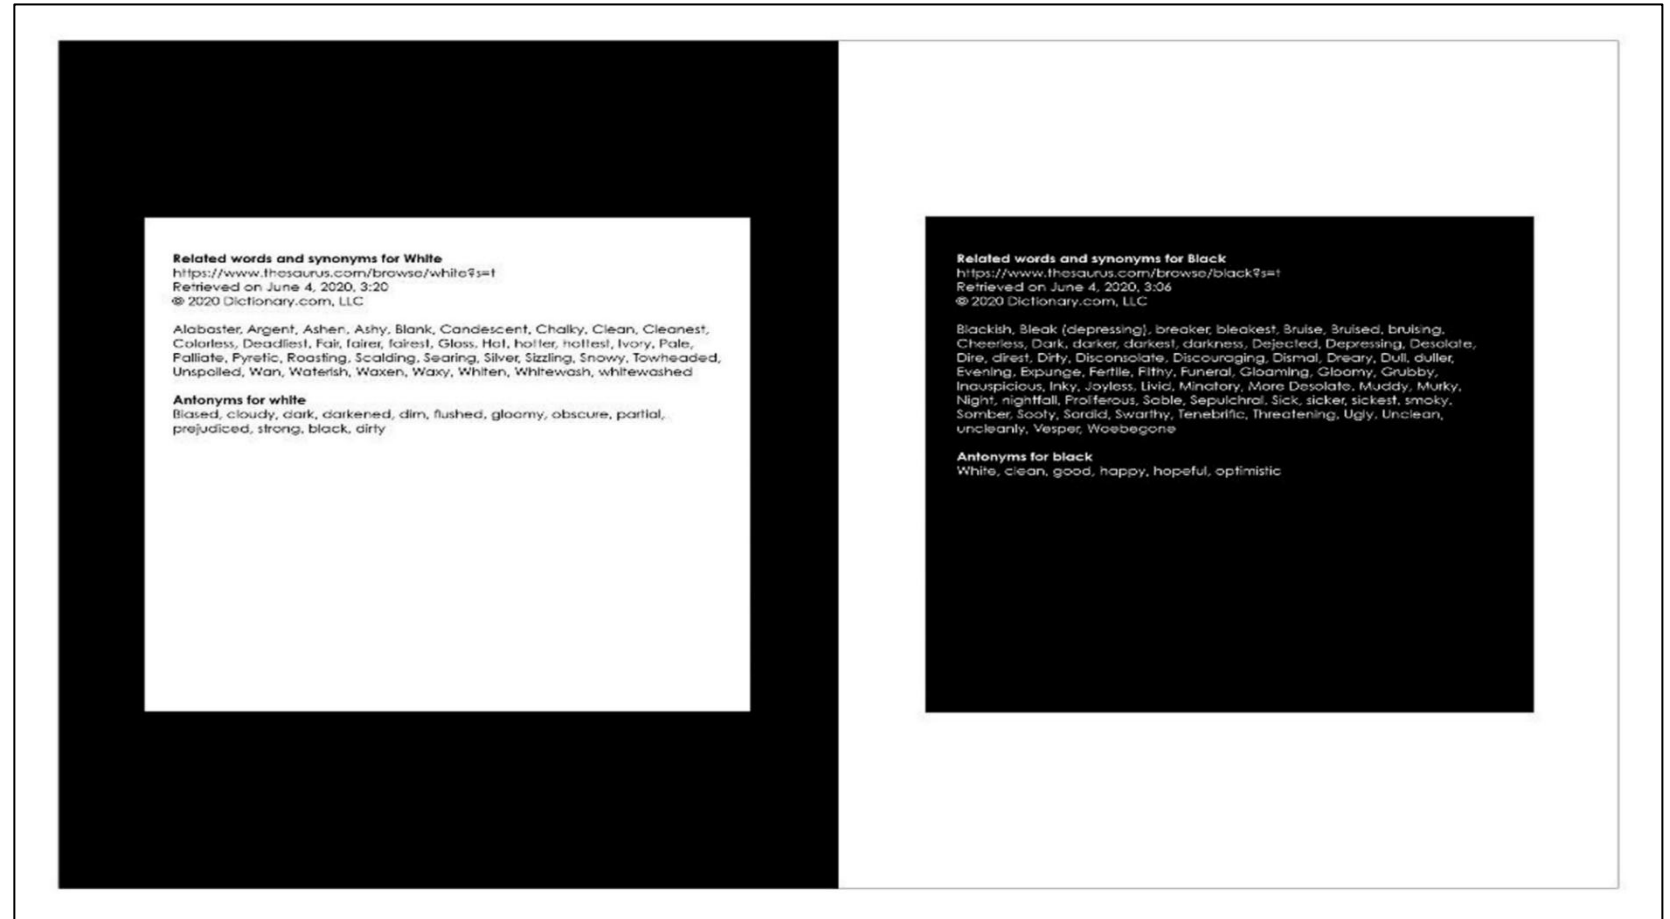 Related words and synonyms for White
https://www.thesaurus.com/browse/white?s=t
Retrieved on June 4, 2020, 3:20
© 2020 Dictionary.com, LLC
Alabaster, Argent, Ashen, Ashy, Blank, Candescent, Chalky, Clean, Cleanest,
Colorless, Deadliest, Fair, fairer, fairest, Gloss, Hot, hotter, hottest, Ivory, Pale,
Palliate, Pyretic, Roasting, Scalding, Searing, Silver, Sizzling, Snowy, Towheaded,
Unspoiled, Wan, Waterish, Waxen, Waxy, Whiten, Whitewash, whitewashed
Antonyms for white
Biased, cloudy, dark, darkened, dim, flushed, gloomy, obscure, partial,
prejudiced, strong, black, dirty
Related words and synonyms for Black
https://www.thesaurus.com/browse/black?s=t
Retrieved on June 4, 2020, 3:06
© 2020 Dictionary.com, LLC
Blackish, Bleak (depressing), breaker, bleakest, Bruise, Bruised, bruising,
Cheerless, Dark, darker, darkest, darkness, Dejected, Depressing, Desolate,
Dire, direst, Dirty, Disconsolate, Discouraging, Dismal, Dreary, Dull, duller,
Evening, Expunge, Fertile, Filthy, Funeral, Gloaming, Gloomy, Grubby,
Inauspicious, Inky, Joyless, Livid, Minatory, More Desolate, Muddy, Murky,
Night, nightfall, Proliferous, Sable, Sepulchral, Sick, sicker, sickest, smoky,
Somber, Sooty, Sordid, Swarthy, Tenebrific, Threatening, Ugly, Unclean,
uncleanly, Vesper, Woebegone
Antonyms for black
White, clean, good, happy, hopeful, optimistic